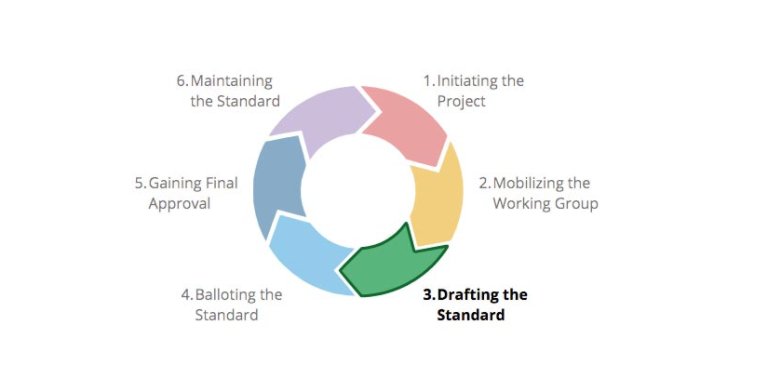 1. Initiating the
Project
2. Mobilizing the
Working Group
3. Drafting the
Standard
4. Balloting the
Standard
5. Gaining Final
Approval
6. Maintaining
the Standard